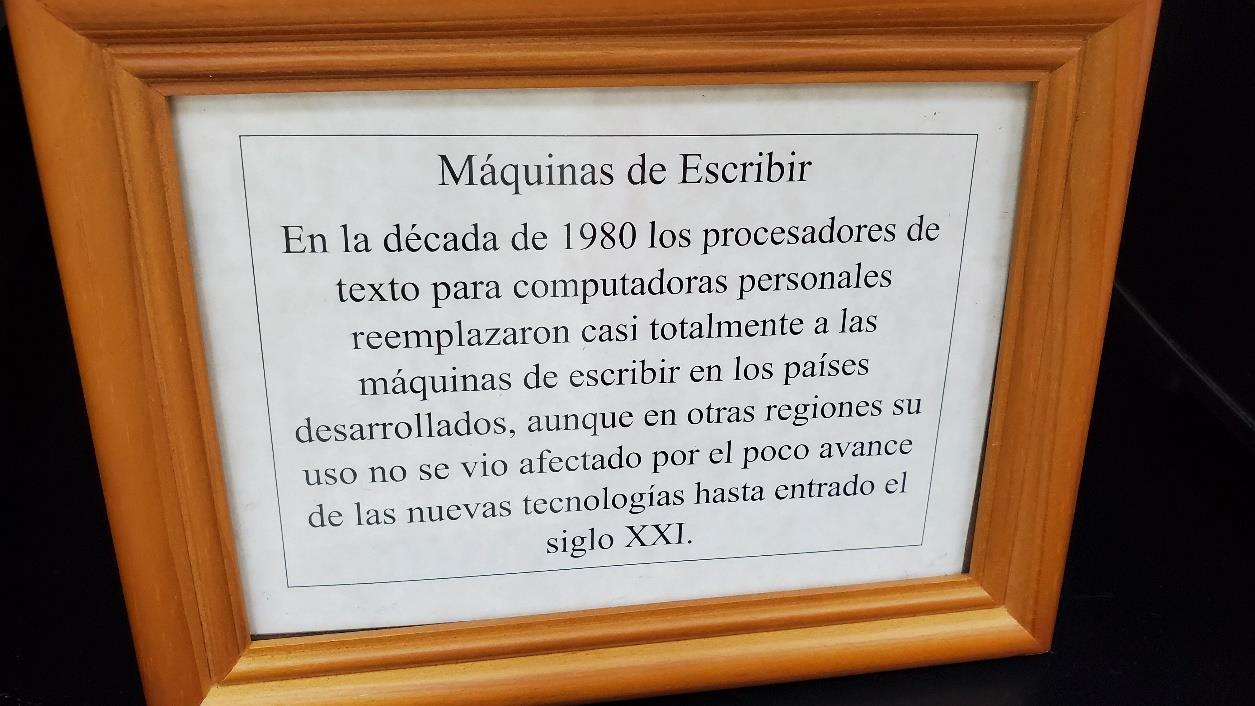 Máquinas de Escribir
En la década de 1980 los procesadores de
texto para computadoras personales
reemplazaron casi totalmente a las
máquinas de escribir en los países
desarrollados, aunque en otras regiones su
uso no se vio afectado por el poco avance
de las nuevas tecnologías hasta entrado el
siglo XXI.